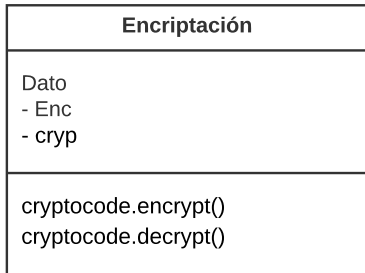 Encriptación
Dato
- Enc
- cryp
cryptocode.encrypt()
cryptocode.decrypt()